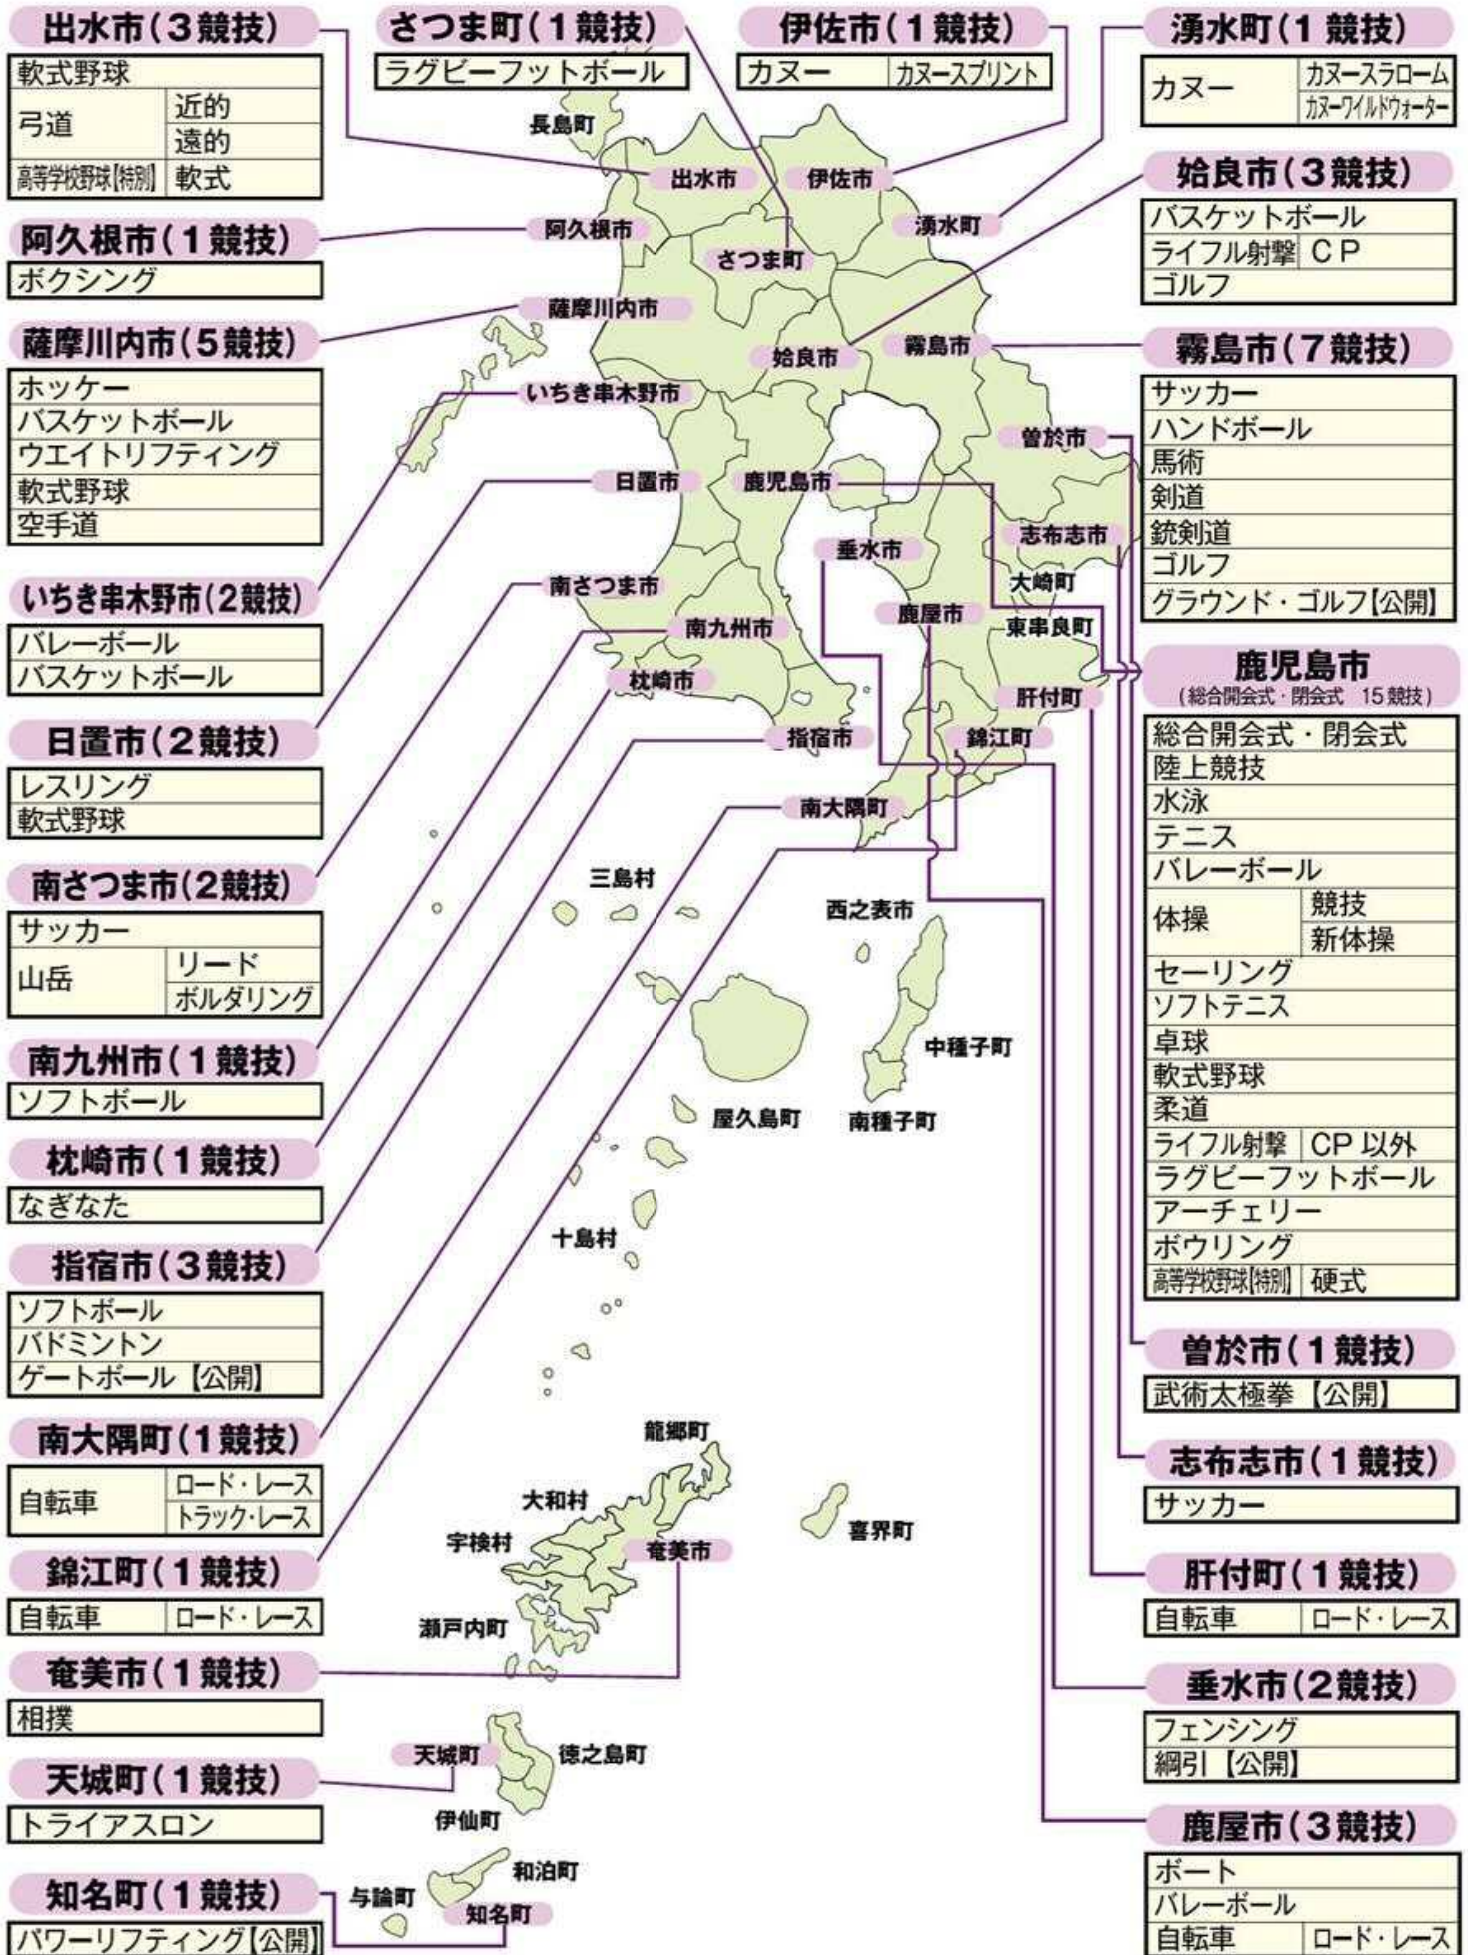 出水市(3競技)
軟式野球
弓道 近的
遠的
高等学校野球【特別】 軟式
さつま町(1競技)
ラグビーフットボール
伊佐市(1競技)
カヌー カヌースプリント
湧水町(1競技)
カヌー カヌースラローム
カヌーワイルドウォーター
阿久根市(1競技)
ボクシング
薩摩川内市(5競技)
ホッケー
バスケットボール
ウエイトリフティング
軟式野球
空手道
いちき串木野市(2競技)
バレーボール
バスケットボール
日置市(2競技)
レスリング
軟式野球
南さつま市(2競技)
サッカー
山岳 リード
ボルダリング
南九州市(1競技)
ソフトボール
枕崎市(1競技)
なぎなた
指宿市(3競技)
ソフトボール
バドミントン
ゲートボール【公開】
南大隅町(1競技)
自転車 ロード・レース
トラック・レース
錦江町(1競技)
自転車 ロード・レース
奄美市(1競技)
相撲
天城町(1競技)
トライアスロン
知名町(1競技)
パワーリフティング【公開】
長島町
出水市
伊佐市
阿久根市
湧水町
さつま町
薩摩川内市
姶良市
霧島市
いちき串木野市
曽於市
日置市
鹿児島市
志布志市
垂水市
大崎町
南さつま市
鹿屋市
南九州市
東串良町
枕崎市
肝付町
指宿市
錦江町
南大隅町
三島村
西之表市
中種子町
屋久島町
南種子町
十島村
龍郷町
大和村
喜界町
宇検村
奄美市
瀬戸内町
天城町
徳之島町
伊仙町
和泊町
与論町
知名町
姶良市(3競技)
バスケットボール
ライフル射撃 CP
ゴルフ
霧島市(7競技)
サッカー
ハンドボール
馬術
剣道
銃剣道
ゴルフ
グラウンド・ゴルフ【公開】
鹿児島市
(総合開会式・閉会式 15競技)
総合開会式・閉会式
陸上競技
水泳
テニス
バレーボール
体操 競技
新体操
セーリング
ソフトテニス
卓球
軟式野球
柔道
ライフル射撃 CP以外
ラグビーフットボール
アーチェリー
ボウリング
高等学校野球【特別】 硬式
曽於市(1競技)
武術太極拳【公開】
志布志市(1競技)
サッカー
肝付町(1競技)
自転車 ロード・レース
垂水市(2競技)
フェンシング
綱引【公開】
鹿屋市(3競技)
ボート
バレーボール
自転車 ロード・レース